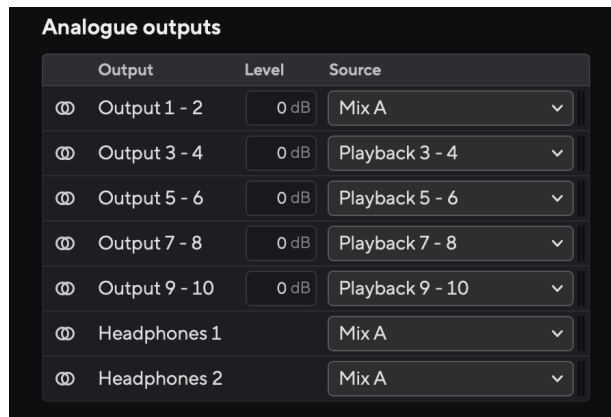 Analogue outputs
Output Level Source
Output 1 - 2 0 dB Mix A
Output 3 - 4 0 dB Playback 3 - 4
Output 5 - 6 0 dB Playback 5 - 6
Output 7 - 8 0 dB Playback 7 - 8
Output 9 - 10 0 dB Playback 9 - 10
Headphones 1 Mix A
Headphones 2 Mix A